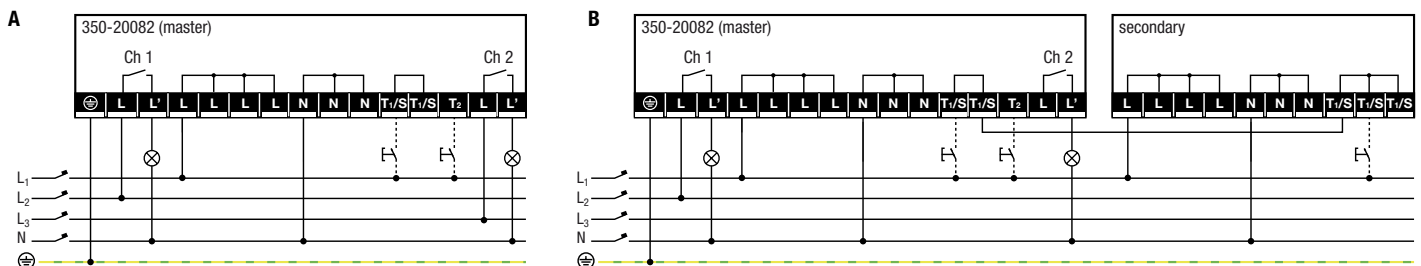 A
350-20082 (master)
Ch 1
Ch 2
L L' L L L L N N N T1/S T1/S T2 L L'
L1
L2
L3
N
B
350-20082 (master)
Ch 1
Ch 2
L L' L L L L N N N T1/S T1/S T2 L L'
secondary
L L L L N N N T1/S T1/S T1/S
L1
L2
L3
N